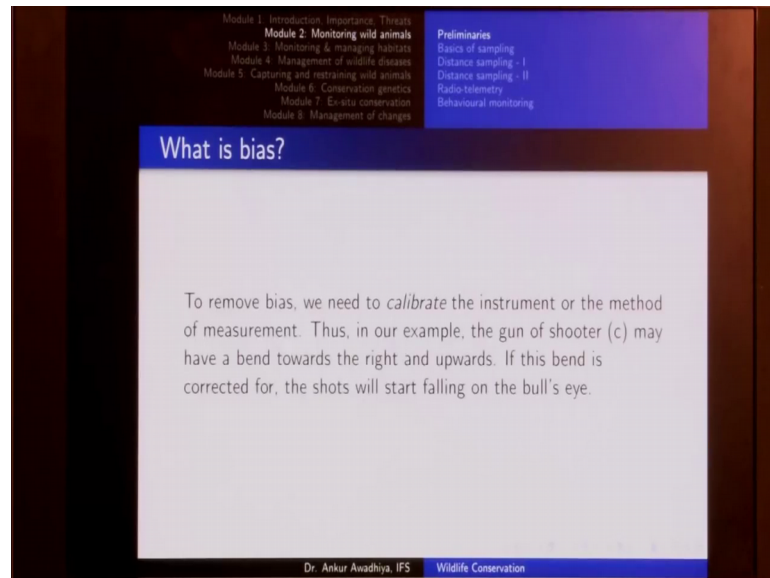 Module 1: Introduction, Importance, Threats
Module 2: Monitoring wild animals
Module 3: Monitoring & managing habitats
Module 4: Management of wildlife diseases
Module 5: Capturing and restraining wild animals
Module 6: Conservation genetics
Module 7: Ex-situ conservation
Module 8: Management of changes
Preliminaries
Basics of sampling
Distance sampling - I
Distance sampling - II
Radio-telemetry
Behavioural monitoring
What is bias?
To remove bias, we need to calibrate the instrument or the method
of measurement. Thus, in our example, the gun of shooter (c) may
have a bend towards the right and upwards. If this bend is
corrected for, the shots will start falling on the bull's eye.
Dr. Ankur Awadhiya, IFS
Wildlife Conservation